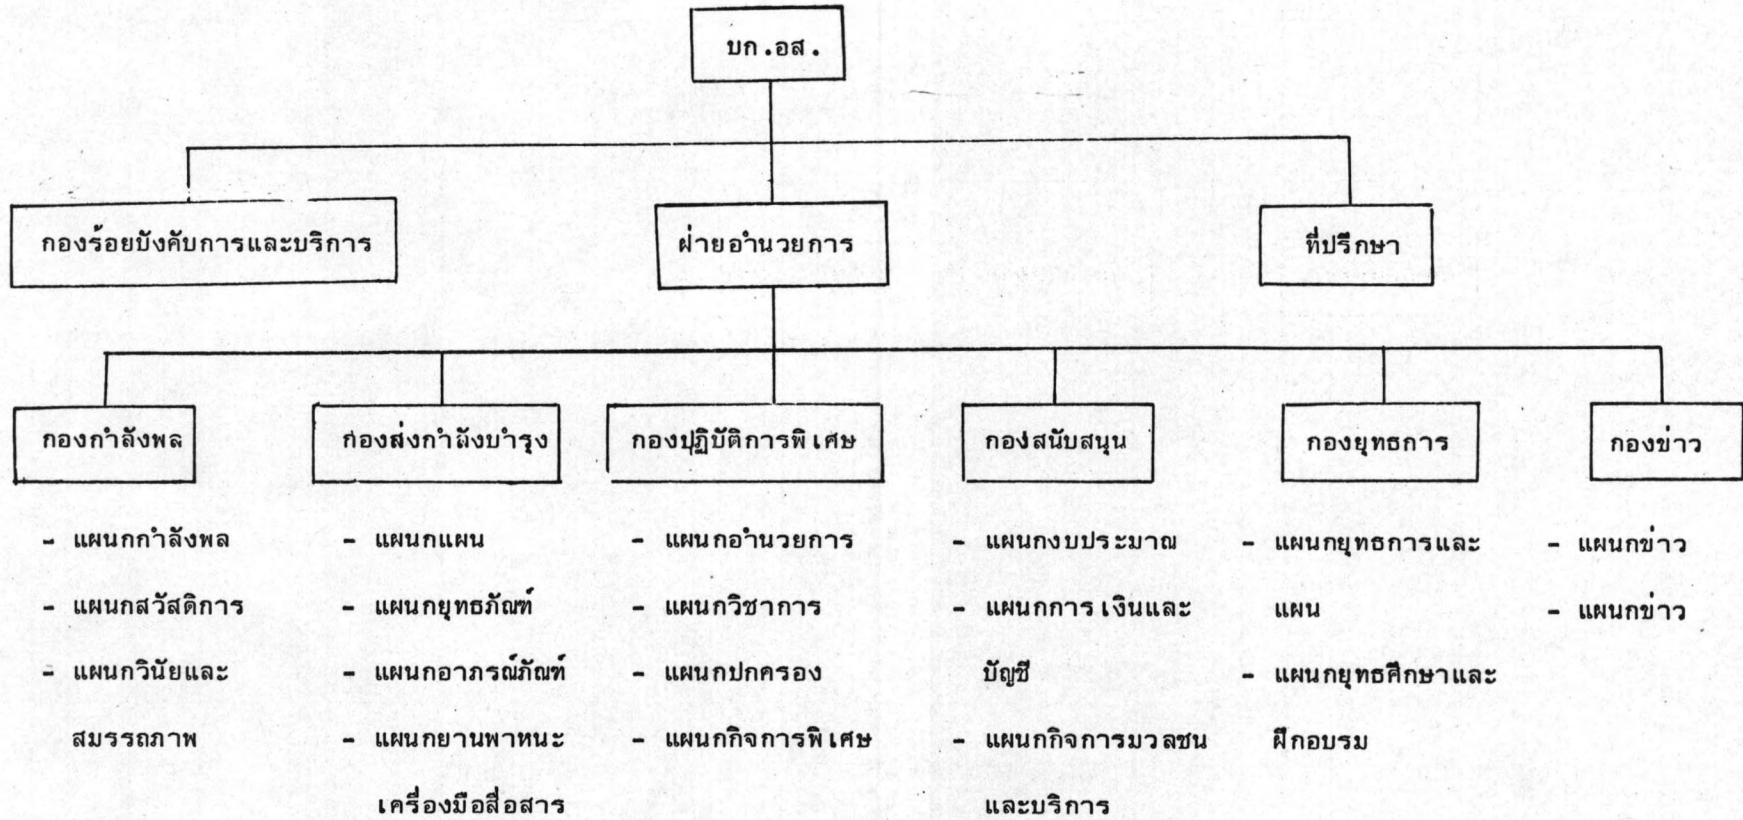 บก.อส.
กองร้อยบังคับการและบริการ
ฝ่ายอำนวยการ
ที่ปรึกษา
กองกำลังพล
กองส่งกำลังบำรุง
กองปฏิบัติการพิเศษ
กองสนับสนุน
กองยุทธการ
กองข่าว
- แผนกกำลังพล
- แผนกสวัสดิการ
- แผนกวินัยและ
สมรรถภาพ
- แผนกแผน
- แผนกยุทธภัณฑ์
- แผนกอาภรณ์ภัณฑ์
- แผนกยานพาหนะ
เครื่องมือสื่อสาร
- แผนกอำนวยการ
- แผนกวิชาการ
- แผนกปกครอง
- แผนกกิจการพิเศษ
- แผนกงบประมาณ
- แผนกการเงินและ
บัญชี
- แผนกกิจการมวลชน
และบริการ
- แผนกยุทธการและ
แผน
- แผนกยุทธศึกษาและ
ฝึกอบรม
- แผนกข่าว
- แผนกข่าว